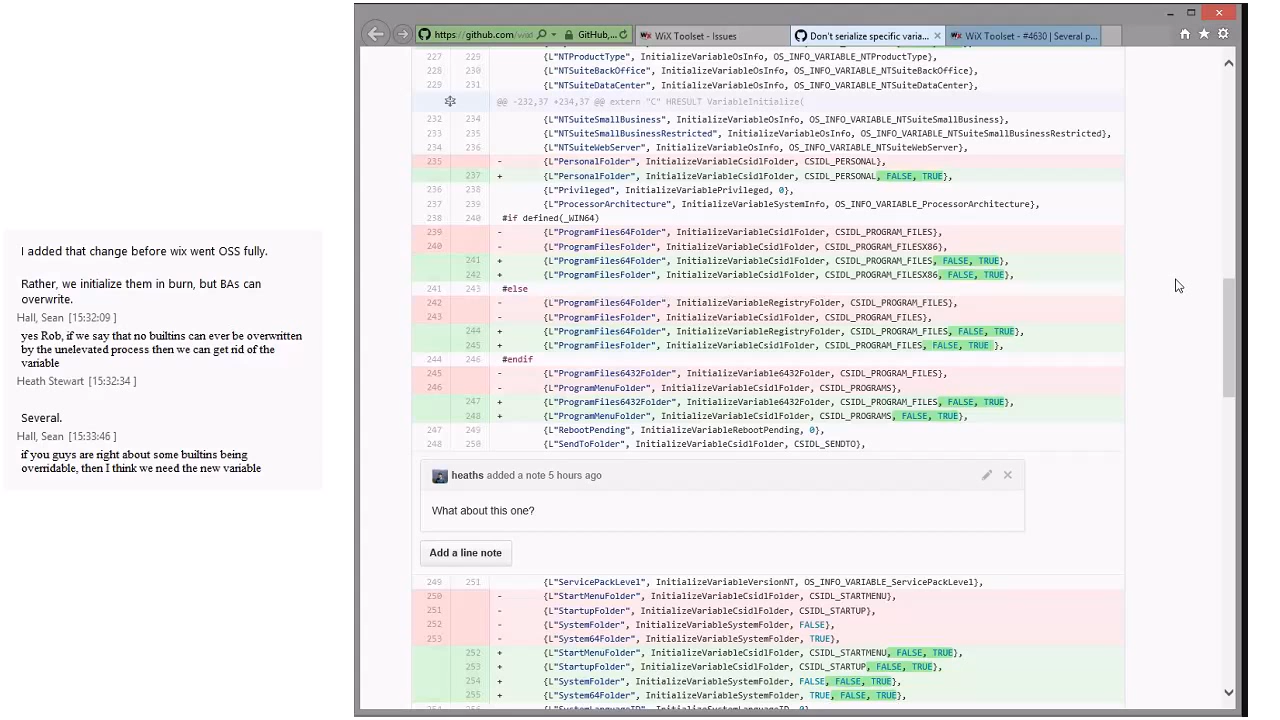 I added that change before wix went OSS fully.
Rather, we initialize them in burn, but BAs can
overwrite.
Hall, Sean [15:32:09 ]
yes Rob, if we say that no builtins can ever be overwritten
by the unelevated process then we can get rid of the
variable
Heath Stewart [15:32:34 ]
Several.
Hall, Sean [15:33:46 ]
if you guys are right about some builtins being
overridable, then I think we need the new variable
https://github.com/wixt GitHub,... WiX Toolset - Issues Don't serialize specific varia... WiX Toolset - #4630 | Several p...
227 229 {L"NTProductType", InitializeVariableOsInfo, OS_INFO_VARIABLE_NTProductType},
228 230 {L"NTSuiteBackOffice", InitializeVariableOsInfo, OS_INFO_VARIABLE_NTSuiteBackOffice},
229 231 {L"NTSuiteDataCenter", InitializeVariableOsInfo, OS_INFO_VARIABLE_NTSuiteDataCenter},
@@ -232,37 +234,37 @@ extern "C" HRESULT VariableInitialize(
232 234 {L"NTSuiteSmallBusiness", InitializeVariableOsInfo, OS_INFO_VARIABLE_NTSuiteSmallBusiness},
233 235 {L"NTSuiteSmallBusinessRestricted", InitializeVariableOsInfo, OS_INFO_VARIABLE_NTSuiteSmallBusinessRestricted},
234 236 {L"NTSuiteWebServer", InitializeVariableOsInfo, OS_INFO_VARIABLE_NTSuiteWebServer},
235 - {L"PersonalFolder", InitializeVariableCsidlFolder, CSIDL_PERSONAL},
237 + {L"PersonalFolder", InitializeVariableCsidlFolder, CSIDL_PERSONAL, FALSE, TRUE},
236 238 {L"Privileged", InitializeVariablePrivileged, 0},
237 239 {L"ProcessorArchitecture", InitializeVariableSystemInfo, OS_INFO_VARIABLE_ProcessorArchitecture},
238 240 #if defined(_WIN64)
239 - {L"ProgramFiles64Folder", InitializeVariableCsidlFolder, CSIDL_PROGRAM_FILES},
240 - {L"ProgramFilesFolder", InitializeVariableCsidlFolder, CSIDL_PROGRAM_FILESX86},
241 + {L"ProgramFiles64Folder", InitializeVariableCsidlFolder, CSIDL_PROGRAM_FILES, FALSE, TRUE},
242 + {L"ProgramFilesFolder", InitializeVariableCsidlFolder, CSIDL_PROGRAM_FILESX86, FALSE, TRUE},
241 243 #else
242 - {L"ProgramFiles64Folder", InitializeVariableRegistryFolder, CSIDL_PROGRAM_FILES},
243 - {L"ProgramFilesFolder", InitializeVariableCsidlFolder, CSIDL_PROGRAM_FILES},
244 + {L"ProgramFiles64Folder", InitializeVariableRegistryFolder, CSIDL_PROGRAM_FILES, FALSE, TRUE},
245 + {L"ProgramFilesFolder", InitializeVariableCsidlFolder, CSIDL_PROGRAM_FILES, FALSE, TRUE },
244 246 #endif
245 - {L"ProgramFiles6432Folder", InitializeVariable6432Folder, CSIDL_PROGRAM_FILES},
246 - {L"ProgramMenuFolder", InitializeVariableCsidlFolder, CSIDL_PROGRAMS},
247 + {L"ProgramFiles6432Folder", InitializeVariable6432Folder, CSIDL_PROGRAM_FILES, FALSE, TRUE},
248 + {L"ProgramMenuFolder", InitializeVariableCsidlFolder, CSIDL_PROGRAMS, FALSE, TRUE},
247 249 {L"RebootPending", InitializeVariableRebootPending, 0},
248 250 {L"SendToFolder", InitializeVariableCsidlFolder, CSIDL_SENDTO},
heaths added a note 5 hours ago
What about this one?
Add a line note
249 251 {L"ServicePackLevel", InitializeVariableVersionNT, OS_INFO_VARIABLE_ServicePackLevel},
250 - {L"StartMenuFolder", InitializeVariableCsidlFolder, CSIDL_STARTMENU},
251 - {L"StartupFolder", InitializeVariableCsidlFolder, CSIDL_STARTUP},
252 - {L"SystemFolder", InitializeVariableSystemFolder, FALSE},
253 - {L"System64Folder", InitializeVariableSystemFolder, TRUE},
252 + {L"StartMenuFolder", InitializeVariableCsidlFolder, CSIDL_STARTMENU, FALSE, TRUE},
253 + {L"StartupFolder", InitializeVariableCsidlFolder, CSIDL_STARTUP, FALSE, TRUE},
254 + {L"SystemFolder", InitializeVariableSystemFolder, FALSE, FALSE, TRUE},
255 + {L"System64Folder", InitializeVariableSystemFolder, TRUE, FALSE, TRUE},